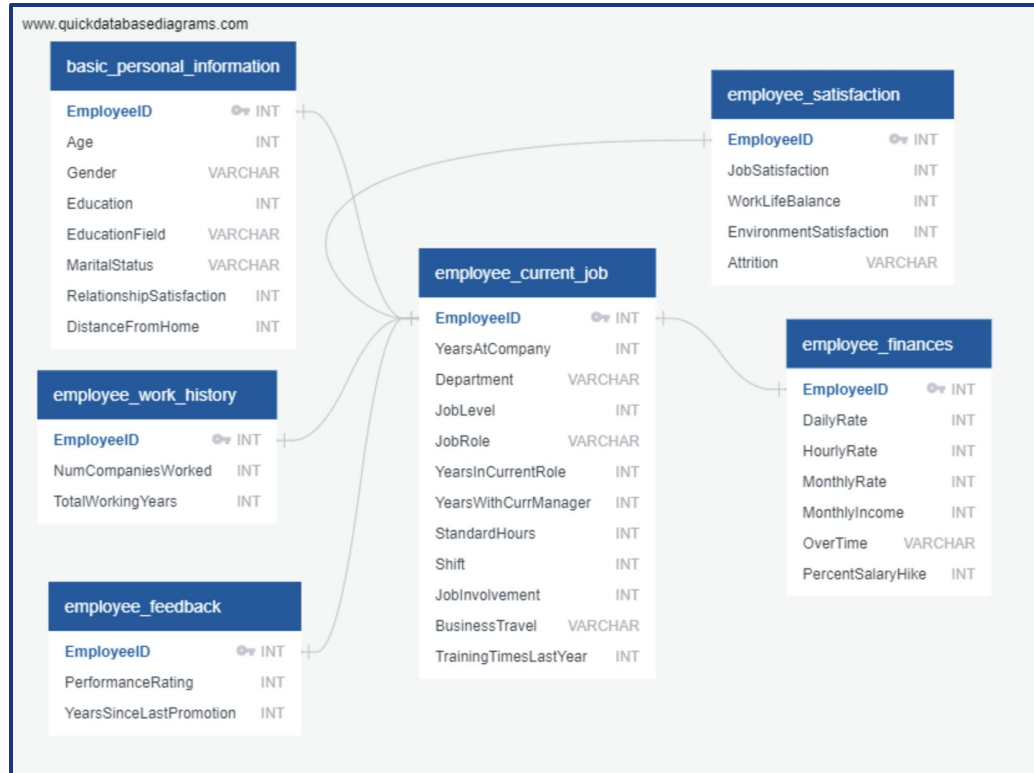 www.quickdatabasediagrams.com
basic_personal_information
EmployeeID INT
Age INT
Gender VARCHAR
Education INT
EducationField VARCHAR
MaritalStatus VARCHAR
RelationshipSatisfaction INT
DistanceFromHome INT
employee_work_history
EmployeeID INT
NumCompaniesWorked INT
TotalWorkingYears INT
employee_feedback
EmployeeID INT
PerformanceRating INT
YearsSinceLastPromotion INT
employee_current_job
EmployeeID INT
YearsAtCompany INT
Department VARCHAR
JobLevel INT
JobRole VARCHAR
YearsInCurrentRole INT
YearsWithCurrManager INT
StandardHours INT
Shift INT
JobInvolvement INT
BusinessTravel VARCHAR
TrainingTimesLastYear INT
employee_satisfaction
EmployeeID INT
JobSatisfaction INT
WorkLifeBalance INT
EnvironmentSatisfaction INT
Attrition VARCHAR
employee_finances
EmployeeID INT
DailyRate INT
HourlyRate INT
MonthlyRate INT
MonthlyIncome INT
OverTime VARCHAR
PercentSalaryHike INT